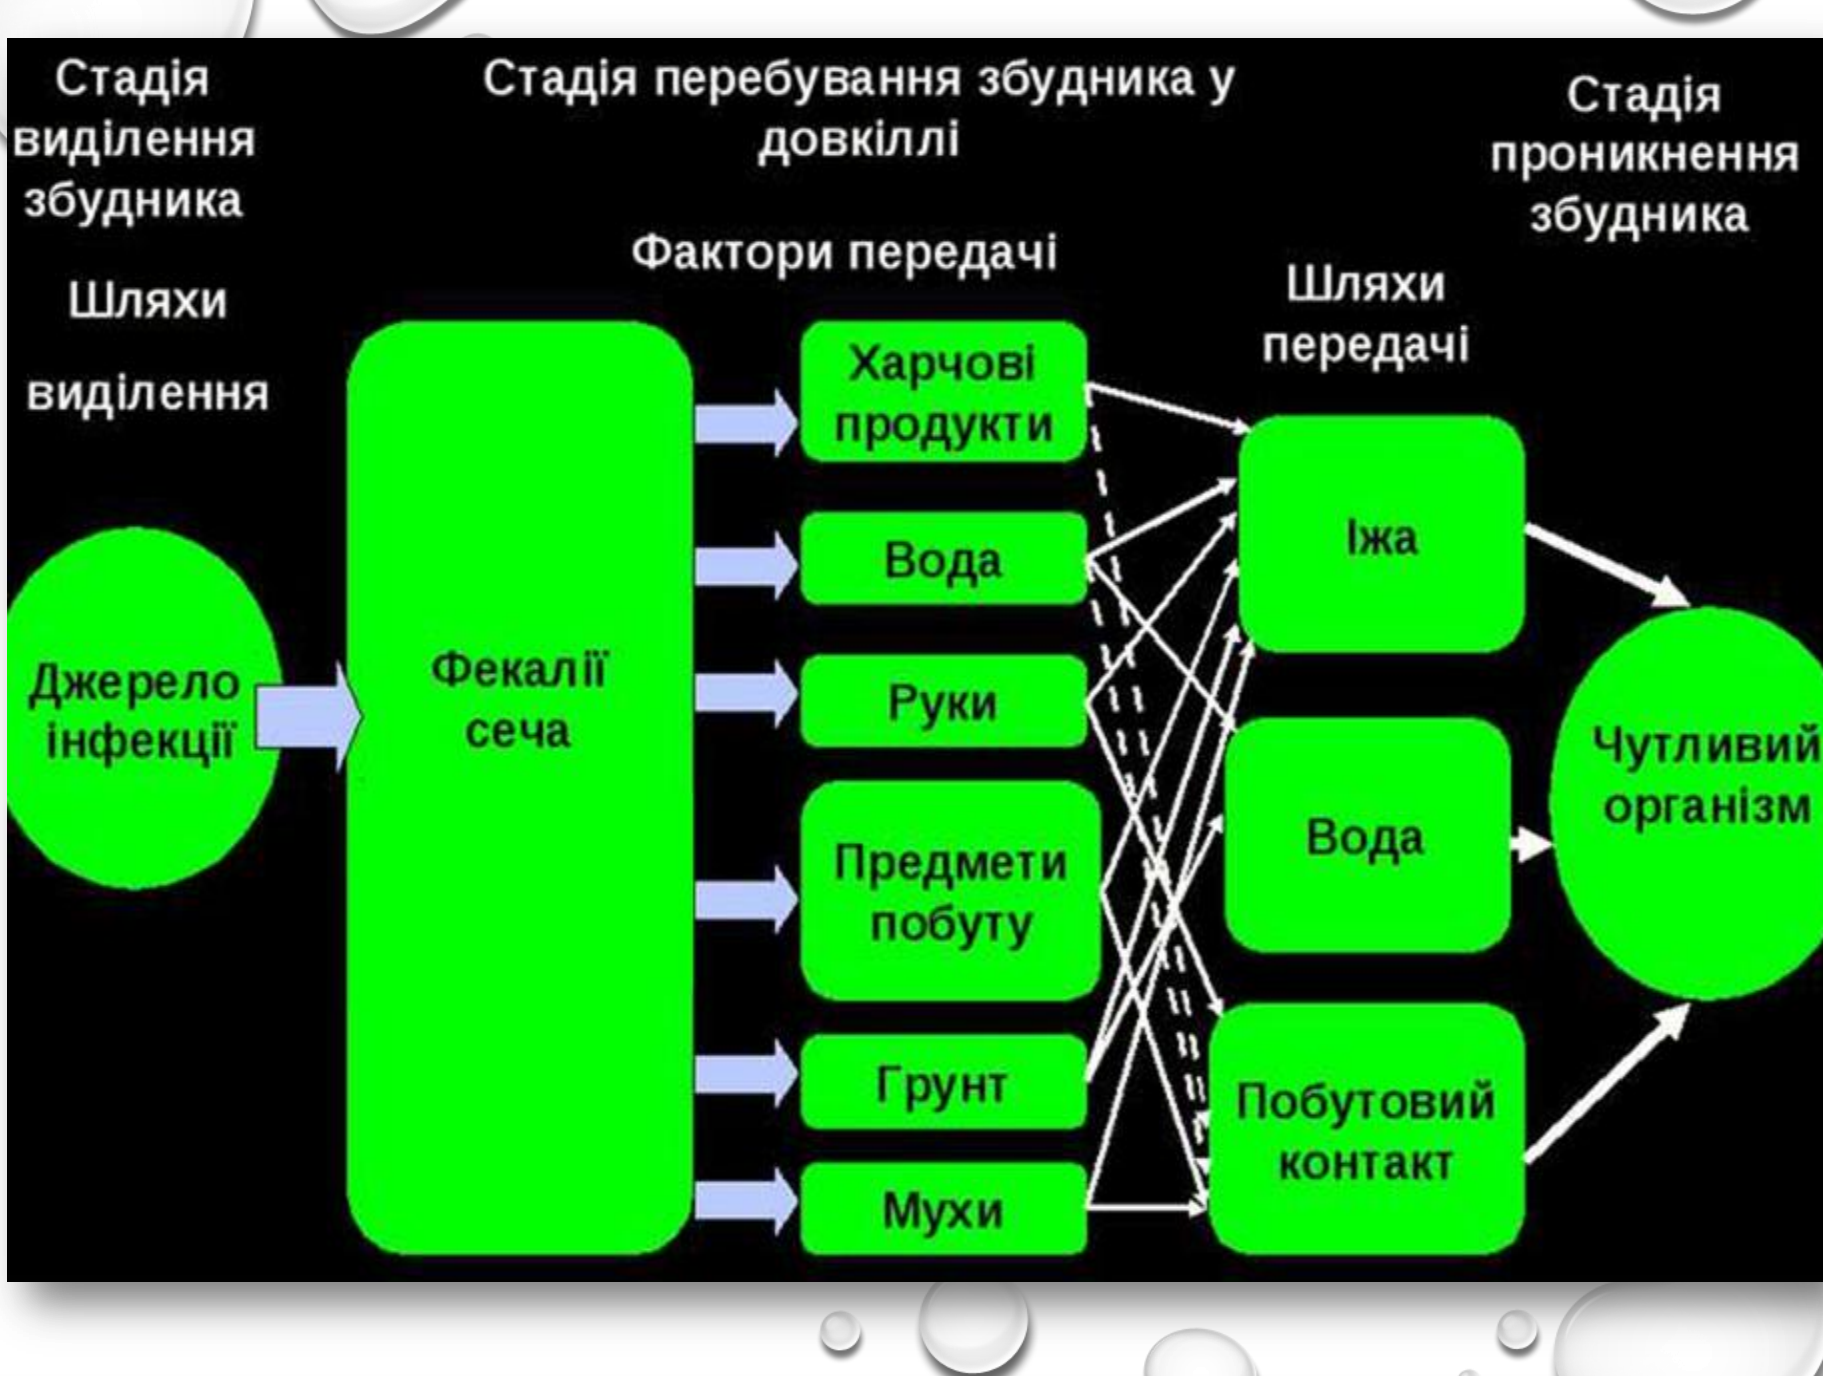 Стадія
виділення
збудника
Шляхи
виділення
Стадія перебування збудника у
довкіллі
Фактори передачі
Стадія
проникнення
збудника
Шляхи
передачі
Джерело
інфекції
Фекалії
сеча
Харчові
продукти
Вода
Руки
Предмети
побуту
Грунт
Мухи
Іжа
Вода
Побутовий
контакт
Чутливий
організм